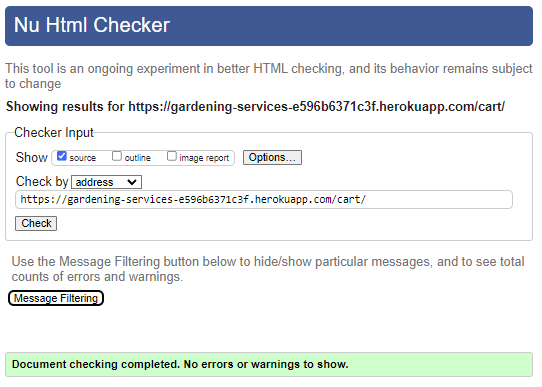 Nu Html Checker
This tool is an ongoing experiment in better HTML checking, and its behavior remains subject
to change
Showing results for https://gardening-services-e596b6371c3f.herokuapp.com/cart/
Checker Input
Show source outline image report Options...
Check by address
https://gardening-services-e596b6371c3f.herokuapp.com/cart/
Check
Use the Message Filtering button below to hide/show particular messages, and to see total
counts of errors and warnings.
Message Filtering
Document checking completed. No errors or warnings to show.